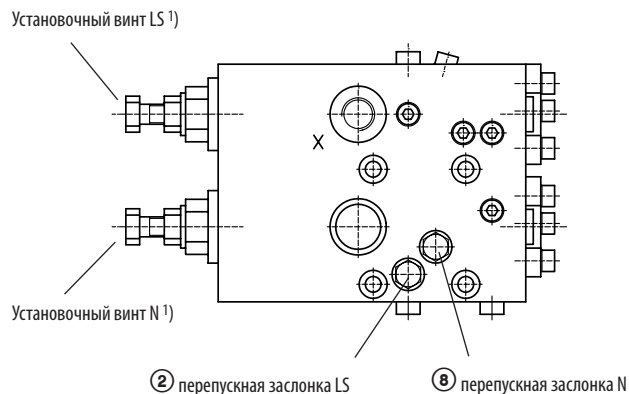 Установочный винт LS 1)
X
Установочный винт N 1)
② перепускная заслонка LS
⑧ перепускная заслонка N